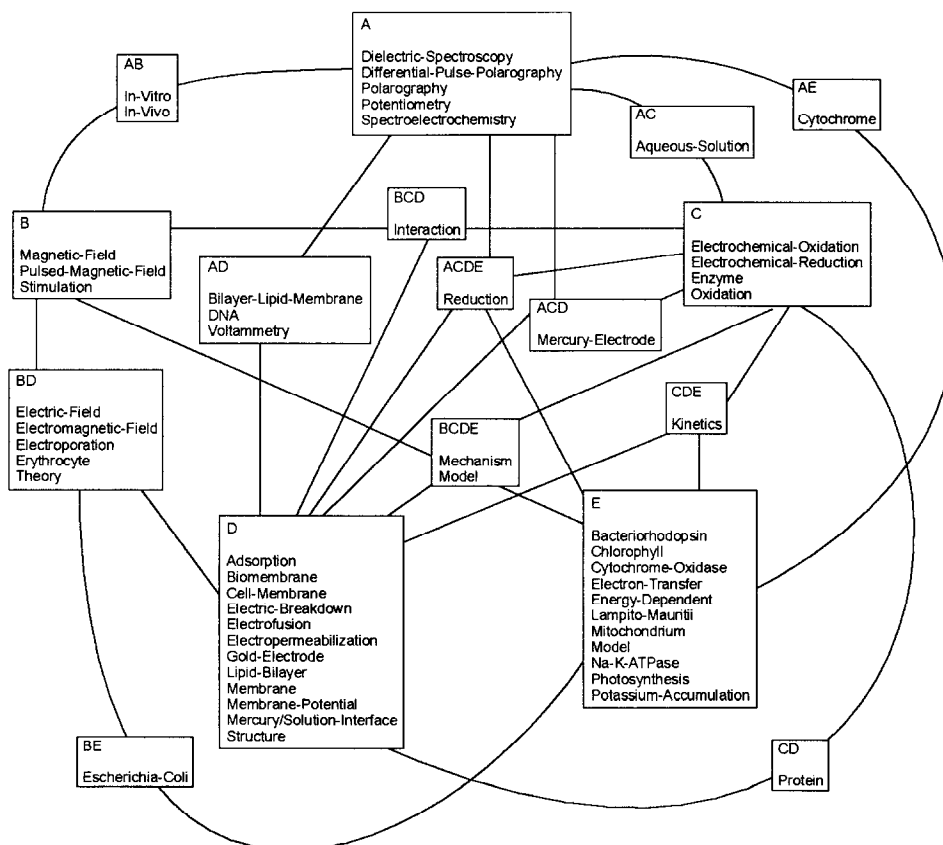 A
Dielectric-Spectroscopy
Differential-Pulse-Polarography
Polarography
Potentiometry
Spectroelectrochemistry
AB
In-Vitro
In-Vivo
AE
Cytochrome
AC
Aqueous-Solution
BCD
Interaction
B
Magnetic-Field
Pulsed-Magnetic-Field
Stimulation
C
Electrochemical-Oxidation
Electrochemical-Reduction
Enzyme
Oxidation
AD
Bilayer-Lipid-Membrane
DNA
Voltammetry
ACDE
Reduction
ACD
Mercury-Electrode
BD
Electric-Field
Electromagnetic-Field
Electroporation
Erythrocyte
Theory
CDE
Kinetics
BCDE
Mechanism
Model
D
Adsorption
Biomembrane
Cell-Membrane
Electric-Breakdown
Electrofusion
Electropermeabilization
Gold-Electrode
Lipid-Bilayer
Membrane
Membrane-Potential
Mercury/Solution-Interface
Structure
E
Bacteriorhodopsin
Chlorophyll
Cytochrome-Oxidase
Electron-Transfer
Energy-Dependent
Lampito-Mauritii
Mitochondrium
Model
Na-K-ATPase
Photosynthesis
Potassium-Accumulation
BE
Escherichia-Coli
CD
Protein